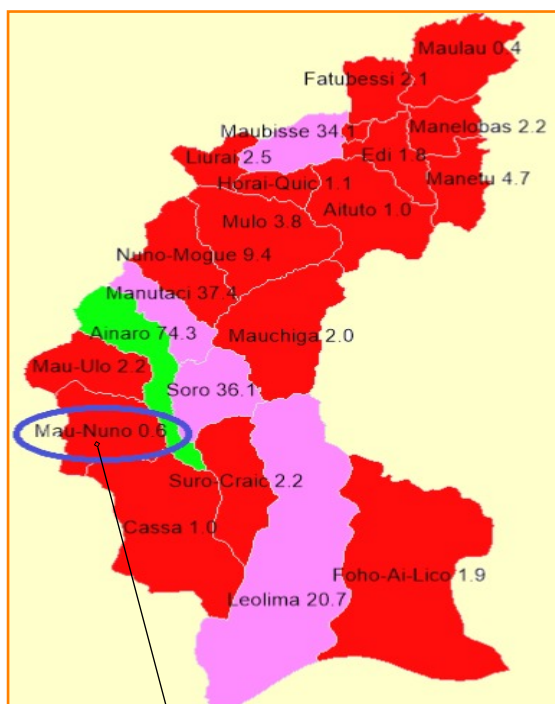 Maulau 0.4
Fatubessi 2.1
Maubisse 34.1
Manelobas 2.2
Liurai 2.5
Edi 1.8
Horai-Quic 1.1
Manetu 4.7
Mulo 3.8
Aituto 1.0
Nuno-Mogue 9.4
Manutaci 37.4
Ainaro 74.3
Mauchiga 2.0
Mau-Ulo 2.2
Soro 36.1
Mau-Nuno 0.6
Suro-Craic 2.2
Cassa 1.0
Foho-Ai-Lico 1.9
Leolima 20.7